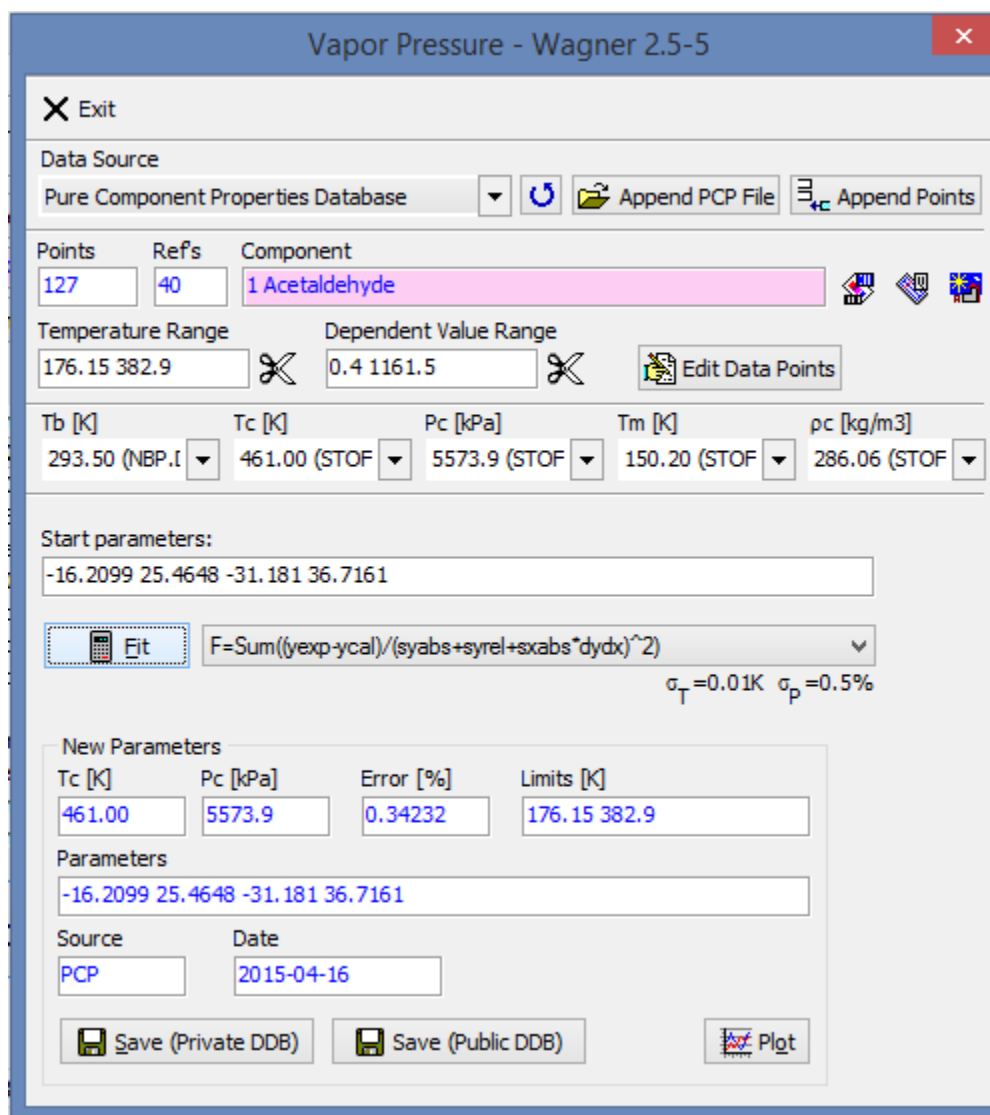 Vapor Pressure - Wagner 2.5-5
Exit
Data Source
Pure Component Properties Database Append PCP File Append Points
Points Ref's Component
127 40 1 Acetaldehyde
Temperature Range Dependent Value Range
176.15 382.9 0.4 1161.5 Edit Data Points
Tb [K] Tc [K] Pc [kPa] Tm [K] ρc [kg/m3]
293.50 (NBP.[ 461.00 (STOF 5573.9 (STOF 150.20 (STOF 286.06 (STOF
Start parameters:
-16.2099 25.4648 -31.181 36.7161
Fit F=Sum((yexp-ycal)/(syabs+syrel+sxabs*dydx)^2)
σT=0.01K σP=0.5%
New Parameters
Tc [K] Pc [kPa] Error [%] Limits [K]
461.00 5573.9 0.34232 176.15 382.9
Parameters
-16.2099 25.4648 -31.181 36.7161
Source Date
PCP 2015-04-16
Save (Private DDB) Save (Public DDB) Plot